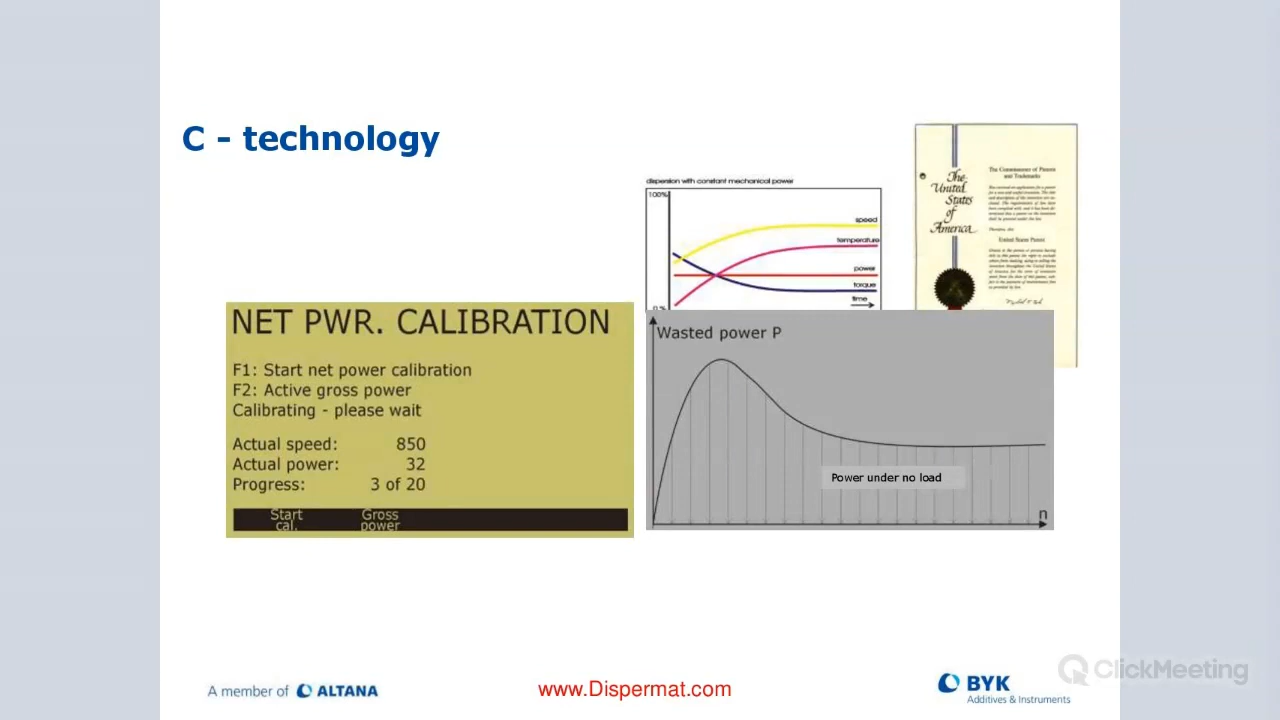 C - technology
dispersion with constant mechanical power
100%
speed
temperature
power
torque
time
0 %
The
United
States
of
America
The Commissioner of Patents
and Trademarks
United States Patent
NET PWR. CALIBRATION
F1: Start net power calibration
F2: Active gross power
Calibrating - please wait
Actual speed: 850
Actual power: 32
Progress: 3 of 20
Start
cal.
Gross
power
Wasted power P
Power under no load
n
A member of ALTANA
www.Dispermat.com
BYK
Additives & Instruments
ClickMeeting